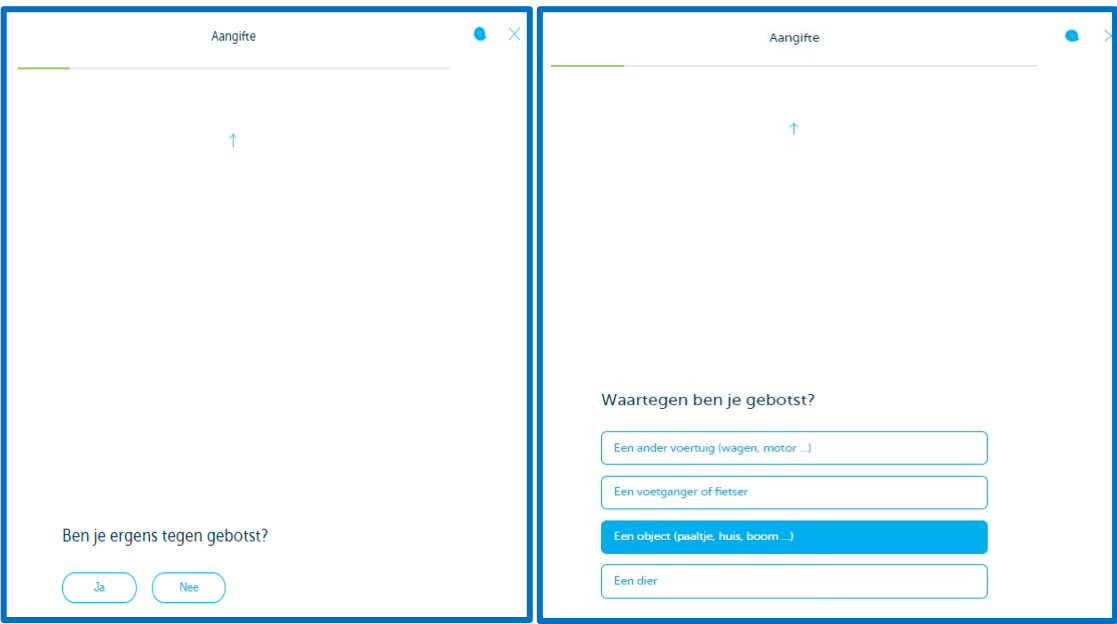 Aangifte
Ben je ergens tegen gebotst?
Ja
Nee
Aangifte
Waartegen ben je gebotst?
Een ander voertuig (wagen, motor ...)
Een voetganger of fietser
Een object (paaltje, huis, boom ...)
Een dier